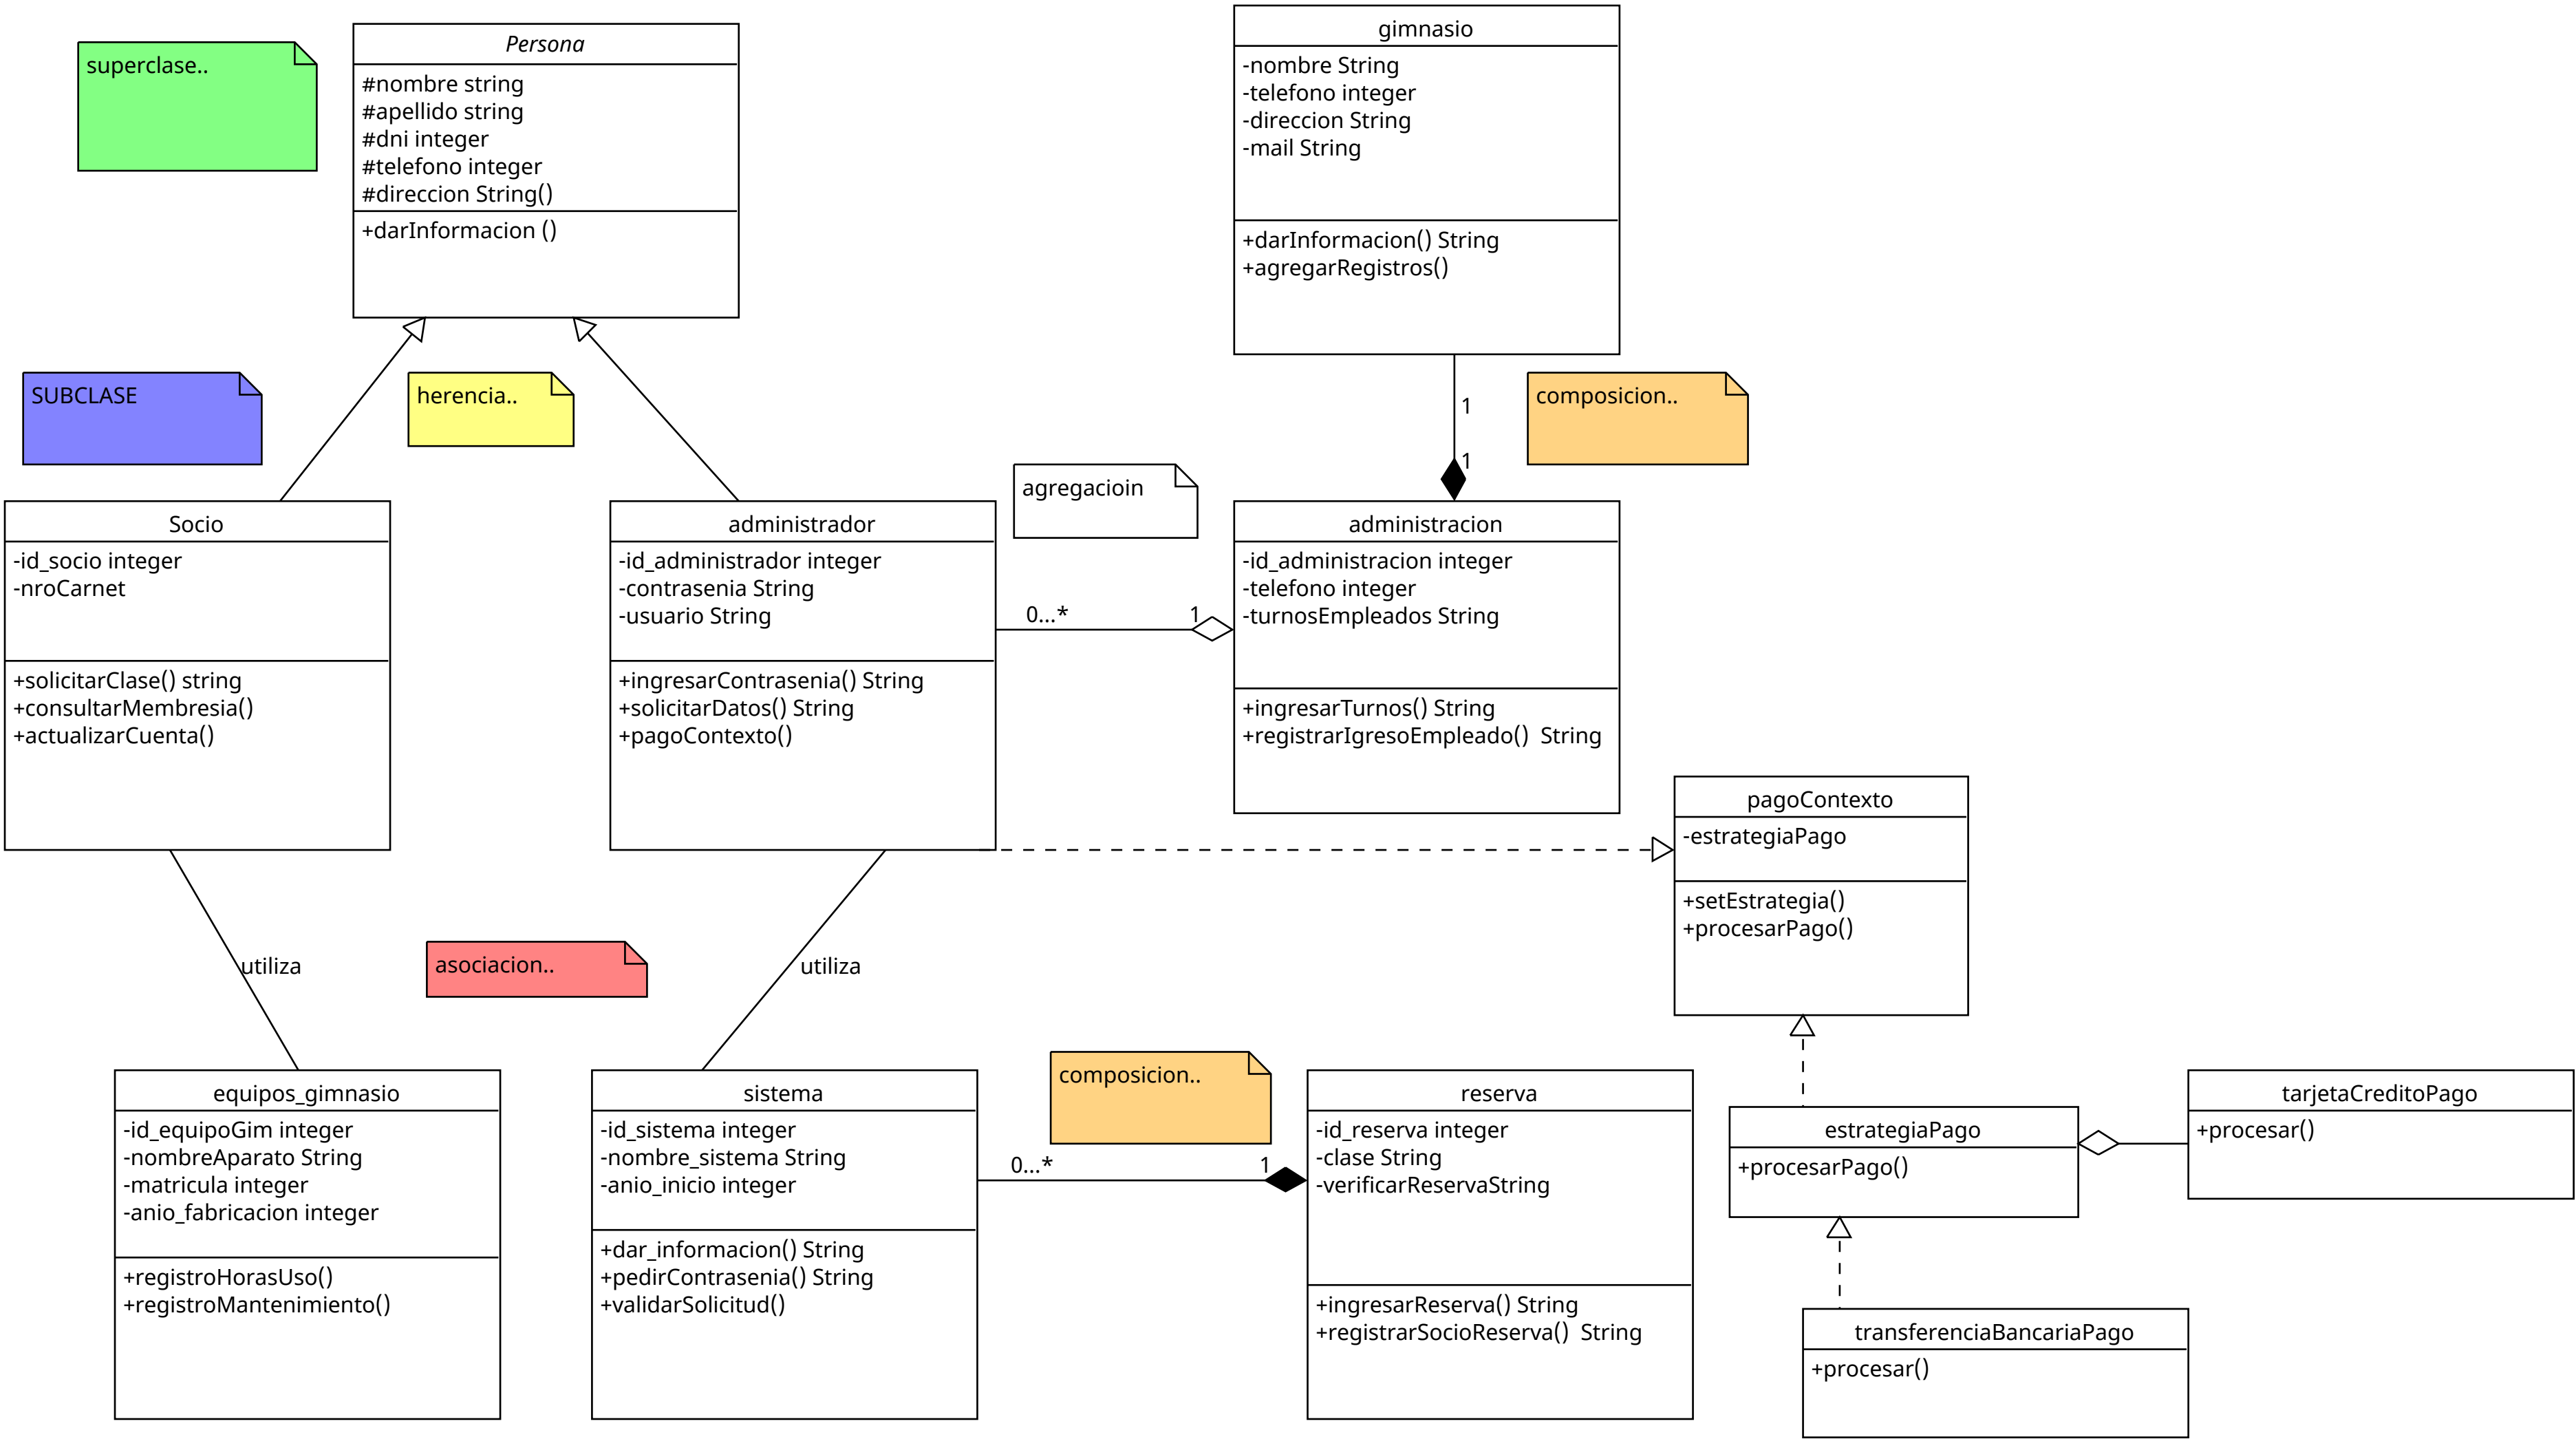 superclase..
Persona
#nombre string
#apellido string
#dni integer
#telefono integer
#direccion String()
+darInformacion ()
gimnasio
-nombre String
-telefono integer
-direccion String
-mail String
+darInformacion() String
+agregarRegistros()
SUBCLASE
herencia..
1
composicion..
1
agregacioin
Socio
-id_socio integer
-nroCarnet
+solicitarClase() string
+consultarMembresia()
+actualizarCuenta()
administrador
-id_administrador integer
-contrasenia String
-usuario String
+ingresarContrasenia() String
+solicitarDatos() String
+pagoContexto()
0...*
1
administracion
-id_administracion integer
-telefono integer
-turnosEmpleados String
+ingresarTurnos() String
+registrarIgresoEmpleado()  String
pagoContexto
-estrategiaPago
+setEstrategia()
+procesarPago()
utiliza
asociacion..
utiliza
equipos_gimnasio
-id_equipoGim integer
-nombreAparato String
-matricula integer
-anio_fabricacion integer
+registroHorasUso()
+registroMantenimiento()
sistema
-id_sistema integer
-nombre_sistema String
-anio_inicio integer
+dar_informacion() String
+pedirContrasenia() String
+validarSolicitud()
composicion..
0...*
1
reserva
-id_reserva integer
-clase String
-verificarReservaString
+ingresarReserva() String
+registrarSocioReserva()  String
estrategiaPago
+procesarPago()
tarjetaCreditoPago
+procesar()
transferenciaBancariaPago
+procesar()